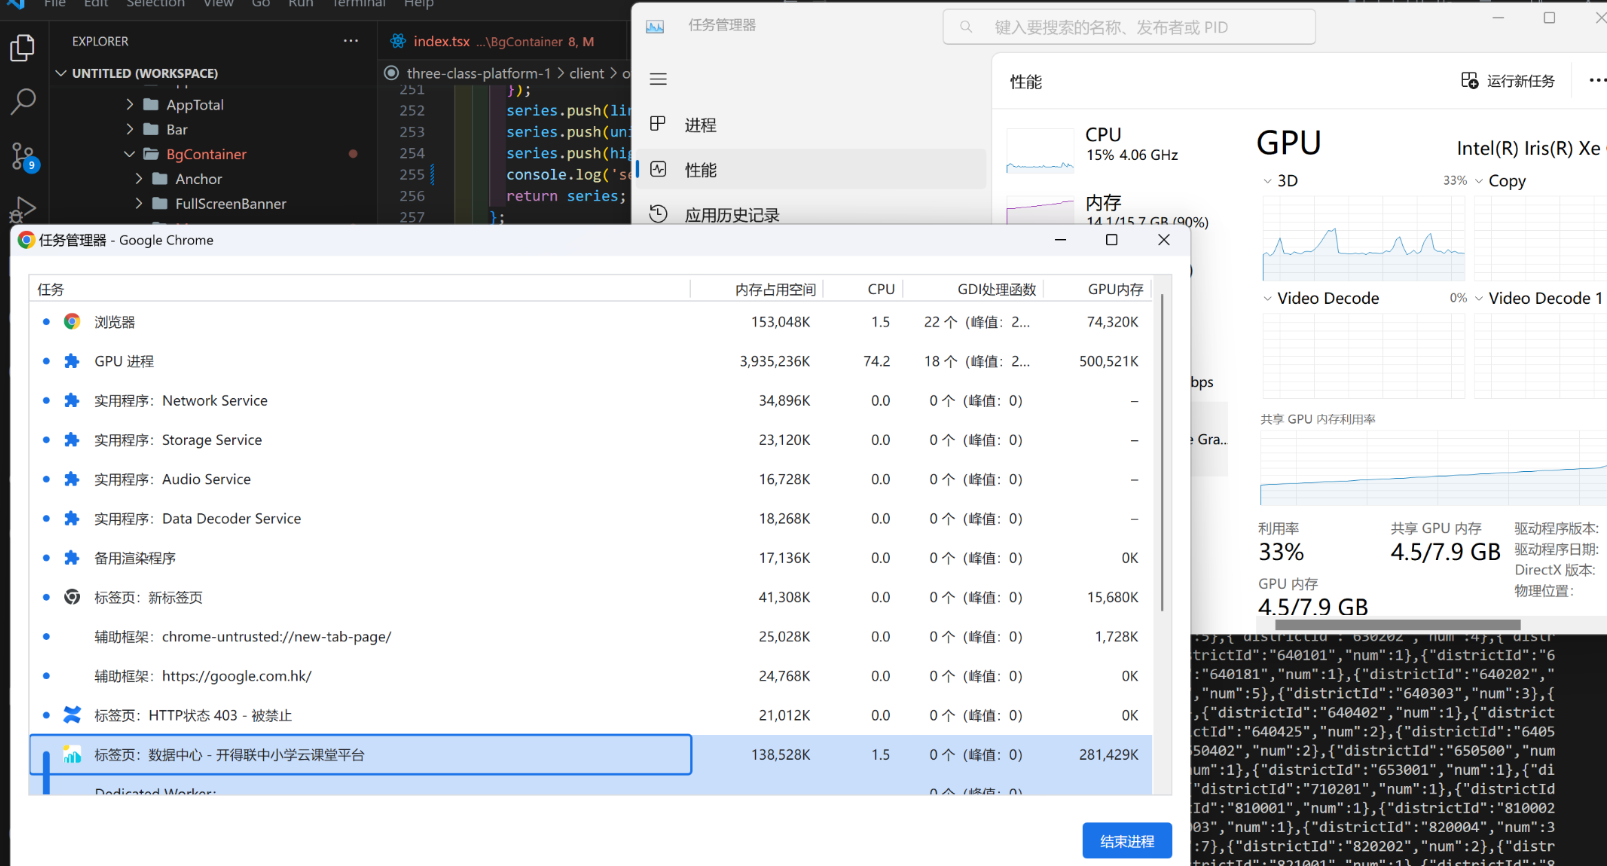 File Edit Selection View Go Run Terminal Help
EXPLORER
UNTITLED (WORKSPACE)
AppTotal
Bar
BgContainer
Anchor
FullScreenBanner
9
index.tsx ...\BgContainer 8, M
three-class-platform-1 > client > o
251 });
252 series.push(lin
253 series.push(un
254 series.push(hig
255 console.log('se
256 return series;
257 };
任务管理器
键入要搜索的名称、发布者或 PID
进程
性能
应用历史记录
性能
运行新任务
CPU
15% 4.06 GHz
内存
14.1/15.7 GB (90%)
bps
e Gra...
GPU
Intel(R) Iris(R) Xe
3D 33%
Copy
Video Decode 0%
Video Decode 1
共享 GPU 内存利用率
利用率
33%
共享 GPU 内存
4.5/7.9 GB
GPU 内存
4.5/7.9 GB
驱动程序版本:
驱动程序日期:
DirectX 版本:
物理位置:
任务管理器 - Google Chrome
任务 内存占用空间 CPU GDI处理函数 GPU内存
浏览器 153,048K 1.5 22 个（峰值：2... 74,320K
GPU 进程 3,935,236K 74.2 18 个（峰值：2... 500,521K
实用程序：Network Service 34,896K 0.0 0 个（峰值：0） –
实用程序：Storage Service 23,120K 0.0 0 个（峰值：0） –
实用程序：Audio Service 16,728K 0.0 0 个（峰值：0） –
实用程序：Data Decoder Service 18,268K 0.0 0 个（峰值：0） –
备用渲染程序 17,136K 0.0 0 个（峰值：0） 0K
标签页：新标签页 41,308K 0.0 0 个（峰值：0） 15,680K
辅助框架：chrome-untrusted://new-tab-page/ 25,028K 0.0 0 个（峰值：0） 1,728K
辅助框架：https://google.com.hk/ 24,768K 0.0 0 个（峰值：0） 0K
标签页：HTTP状态 403 - 被禁止 21,012K 0.0 0 个（峰值：0） 0K
标签页：数据中心 - 开得联中小学云课堂平台 138,528K 1.5 0 个（峰值：0） 281,429K
Dedicated Worker: 0 个（峰值：0）
结束进程
:5},{"districtId":"630202","num":4},{"distr
trictId":"640101","num":1},{"districtId":"6
:"640181","num":1},{"districtId":"640202","
,"num":5},{"districtId":"640303","num":3},{
,{"districtId":"640402","num":1},{"district
ctId":"640425","num":2},{"districtId":"6405
550402","num":2},{"districtId":"650500","num
um":1},{"districtId":"653001","num":1},{"di
"districtId":"710201","num":1},{"districtId
Id":"810001","num":1},{"districtId":"810002
03","num":1},{"districtId":"820004","num":3
:7},{"districtId":"820202","num":2},{"distr